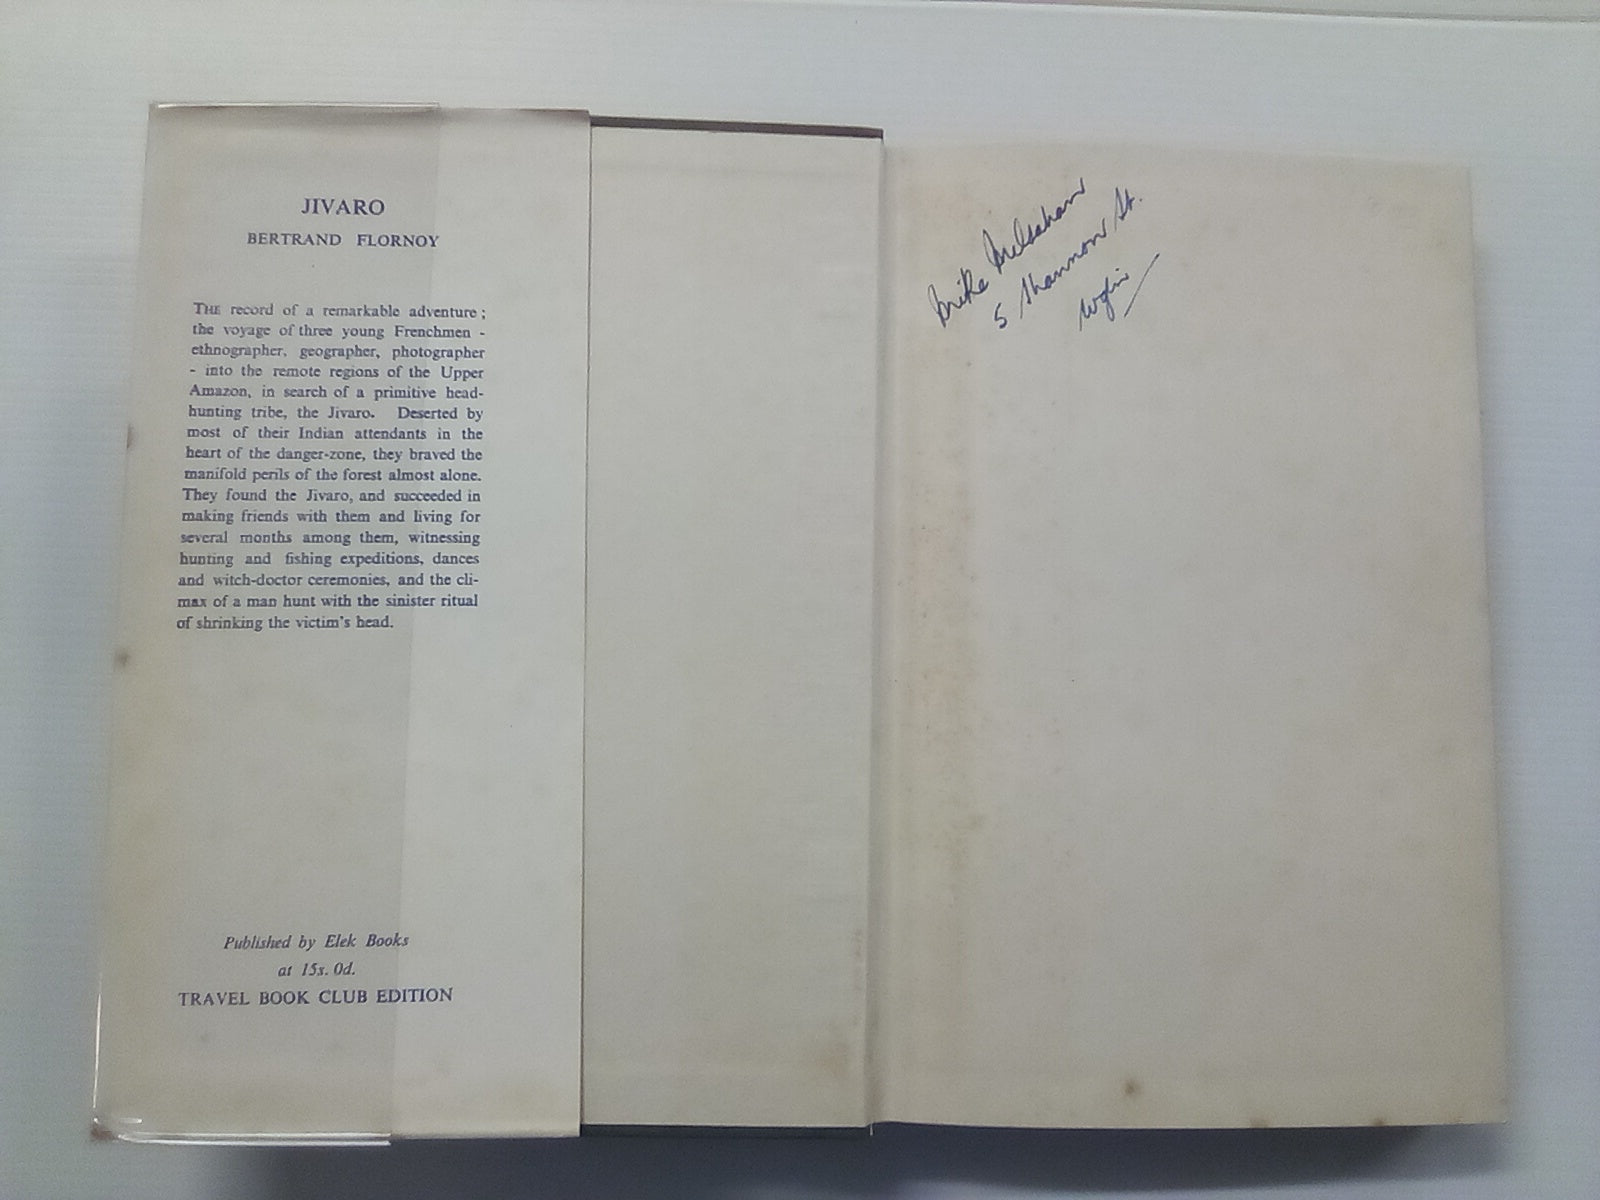 JIVARO
BERTRAND FLORNOY
THE record of a remarkable adventure;
the voyage of three young Frenchmen -
ethnographer, geographer, photographer
- into the remote regions of the Upper
Amazon, in search of a primitive head-
hunting tribe, the Jivaro. Deserted by
most of their Indian attendants in the
heart of the danger-zone, they braved the
manifold perils of the forest almost alone.
They found the Jivaro, and succeeded in
making friends with them and living for
several months among them, witnessing
hunting and fishing expeditions, dances
and witch-doctor ceremonies, and the cli-
max of a man hunt with the sinister ritual
of shrinking the victim's head.
Published by Elek Books
at 15s. 0d.
TRAVEL BOOK CLUB EDITION
Mike
5 Shannon St.
Wgtn